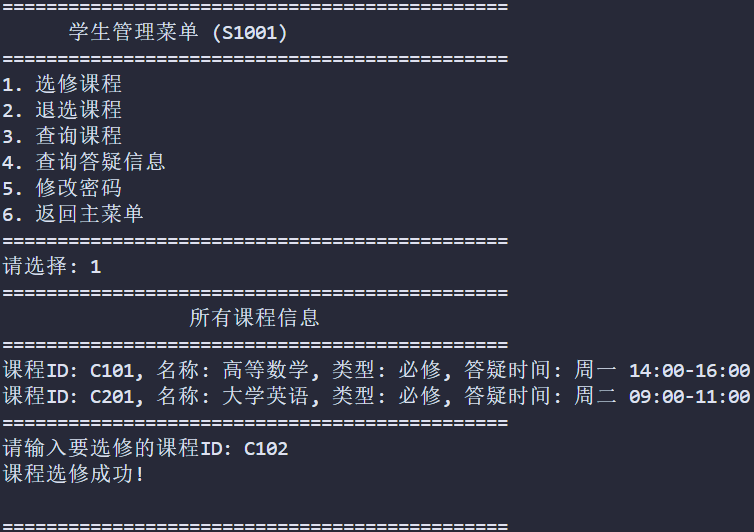 ==============================================
学生管理菜单 (S1001)
==============================================
1. 选修课程
2. 退选课程
3. 查询课程
4. 查询答疑信息
5. 修改密码
6. 返回主菜单
==============================================
请选择: 1
==============================================
所有课程信息
==============================================
课程ID: C101, 名称: 高等数学, 类型: 必修, 答疑时间: 周一 14:00-16:00
课程ID: C201, 名称: 大学英语, 类型: 必修, 答疑时间: 周二 09:00-11:00
==============================================
请输入要选修的课程ID: C102
课程选修成功!
==============================================